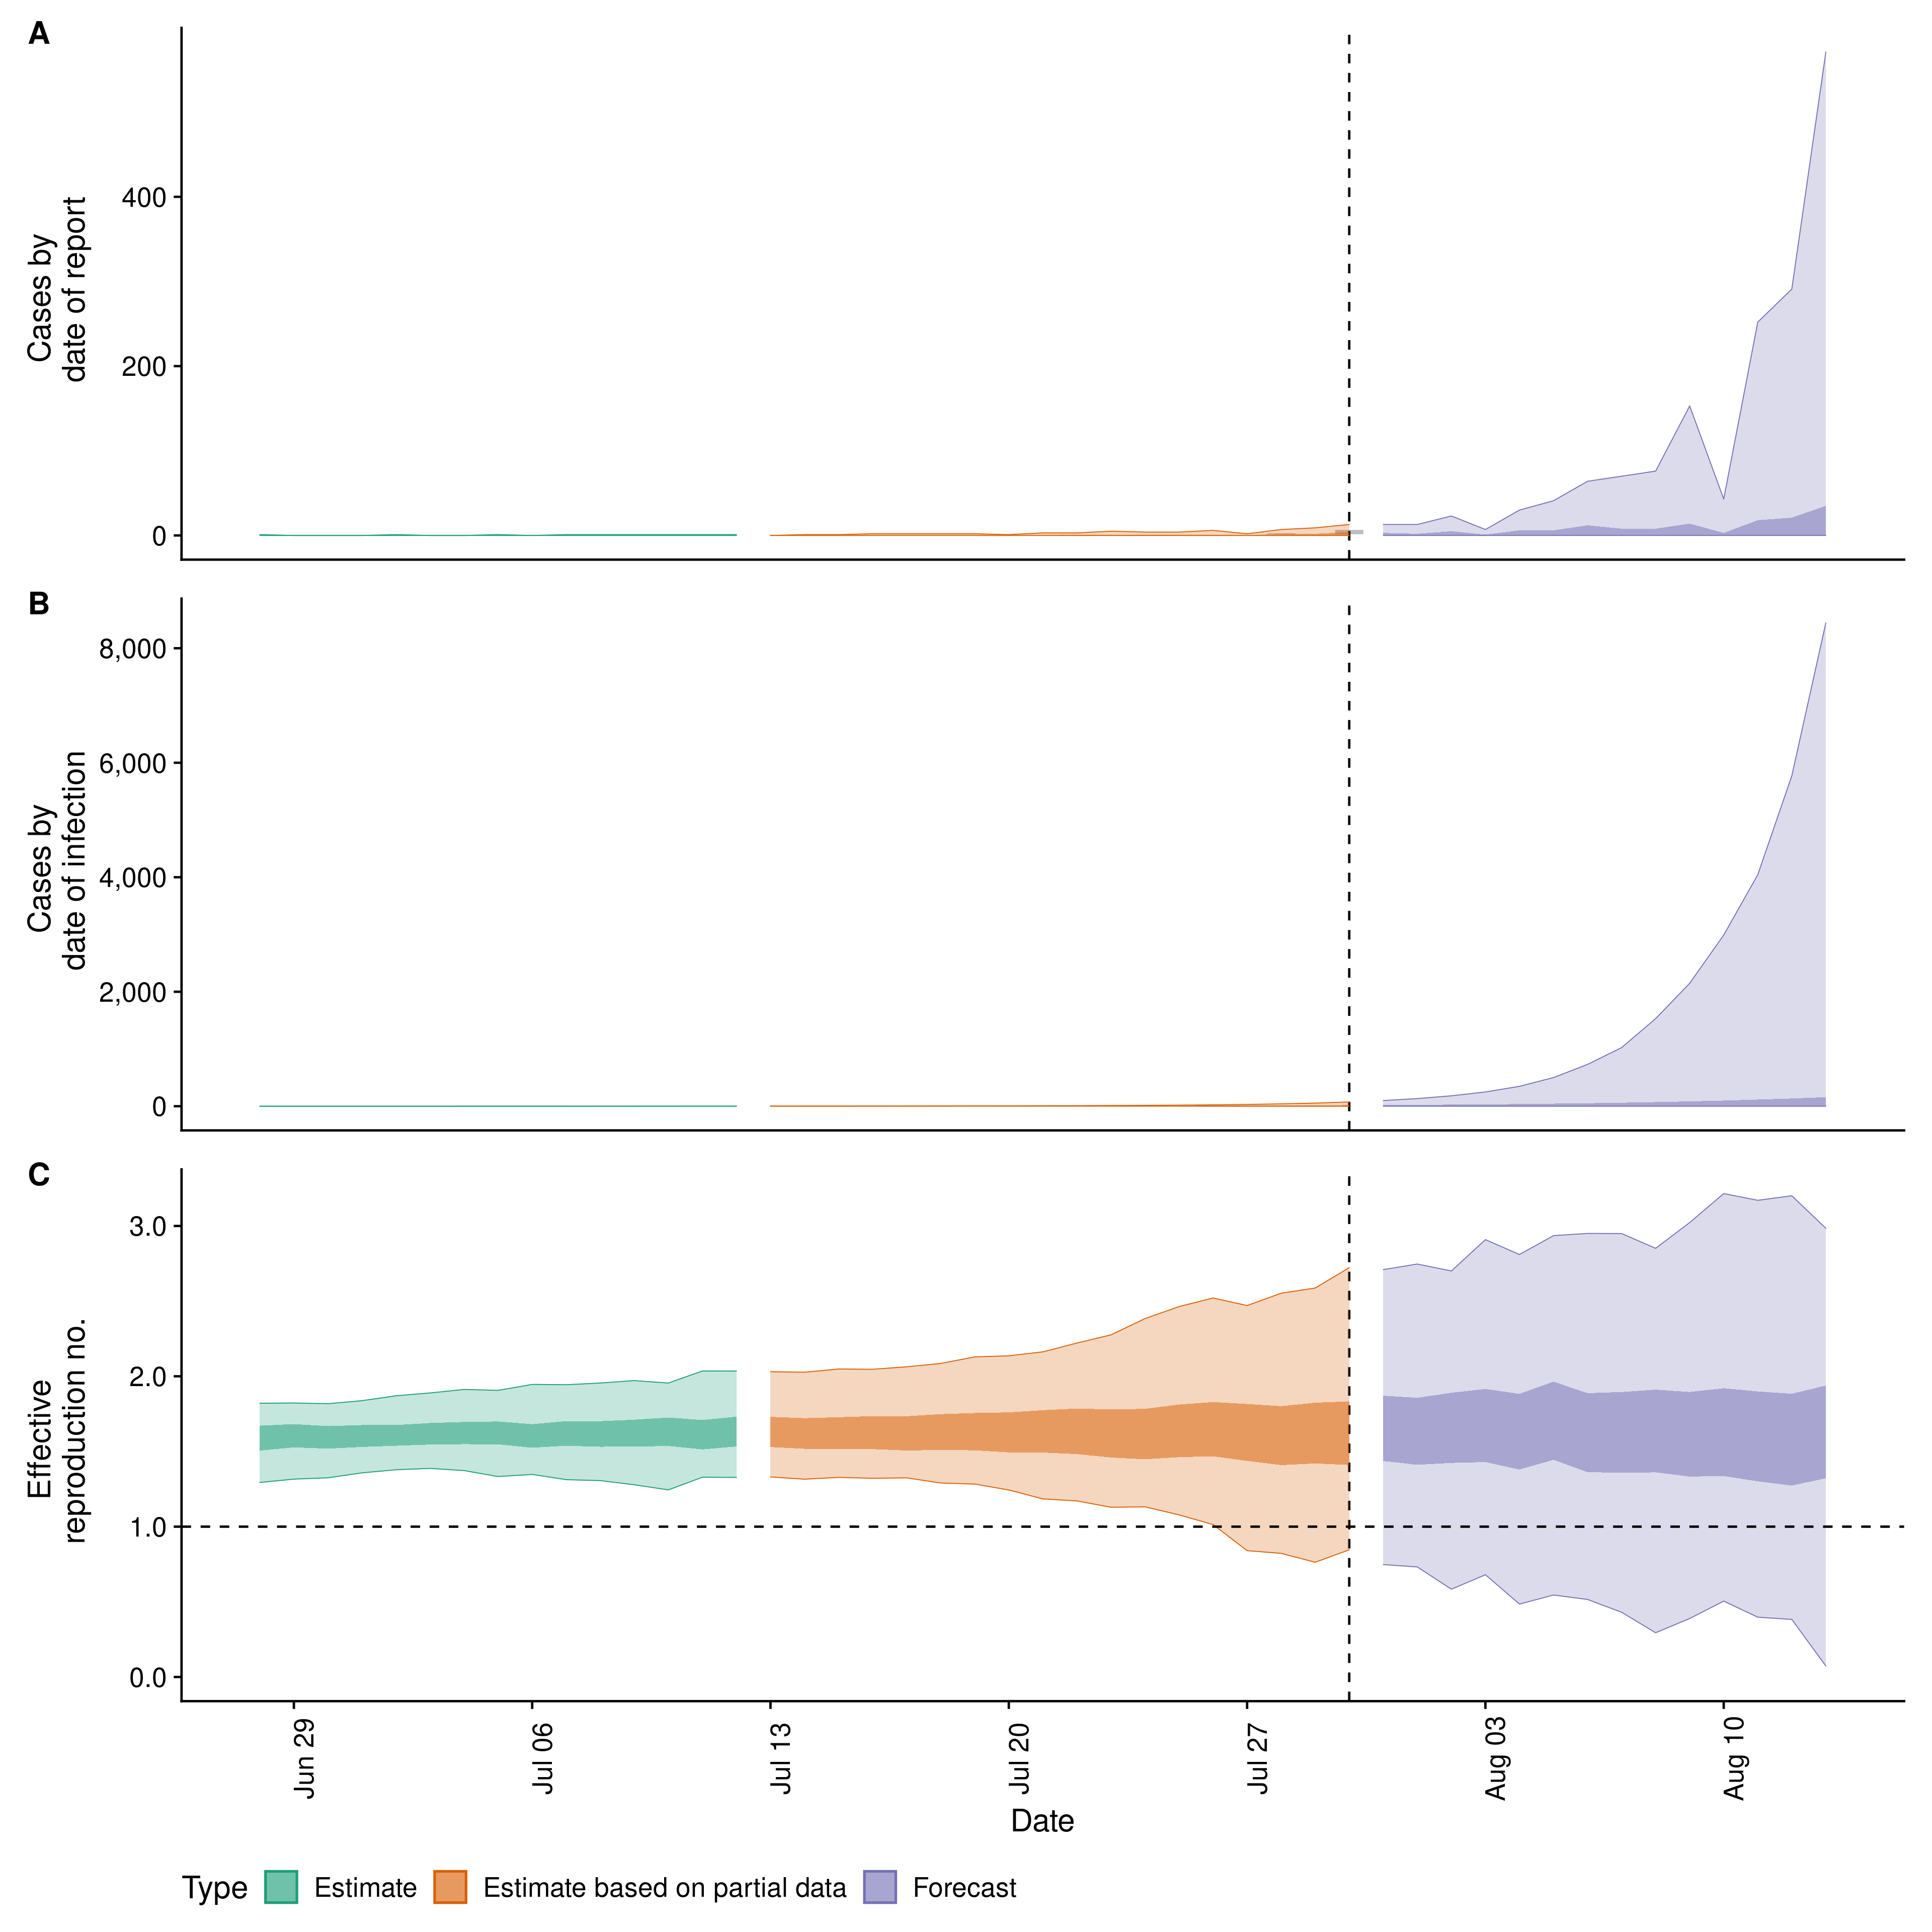 A
Cases by
date of report
400
200
0
B
Cases by
date of infection
8,000
6,000
4,000
2,000
0
C
Effective
reproduction no.
3.0
2.0
1.0
0.0
Jun 29
Jul 06
Jul 13
Jul 20
Jul 27
Aug 03
Aug 10
Date
Type Estimate Estimate based on partial data Forecast